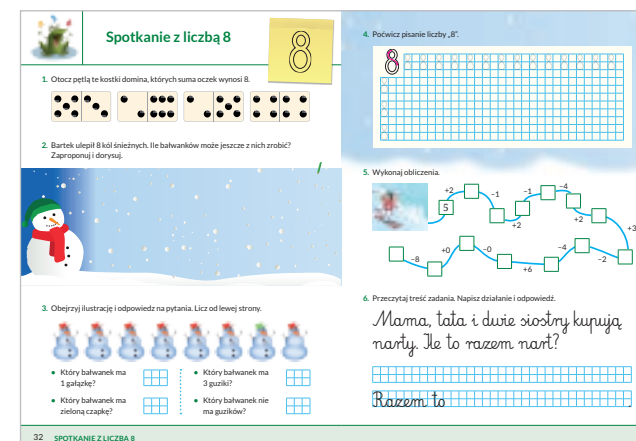 Spotkanie z liczbą 8
8
1. Otocz pętlą te kostki domina, których suma oczek wynosi 8.
2. Bartek ulepił 8 kól śnieżnych. Ile bałwanków może jeszcze z nich zrobić?
Zaproponuj i dorysuj.
3. Obejrzyj ilustrację i odpowiedz na pytania. Licz od lewej strony.
• Który bałwanek ma
1 gałązkę?
• Który bałwanek ma
zieloną czapkę?
• Który bałwanek ma
3 guziki?
• Który bałwanek nie
ma guzików?
32 SPOTKANIE Z LICZBĄ 8
4. Poćwicz pisanie liczby „8”.
8
5. Wykonaj obliczenia.
5 +2 −1 +2 −1 −4 +2 +3
−8 +0 −0 +6 −4 −2
6. Przeczytaj treść zadania. Napisz działanie i odpowiedź.
Mama, tata i dwie siostry kupują
narty. Ile to razem nart?
Razem to .